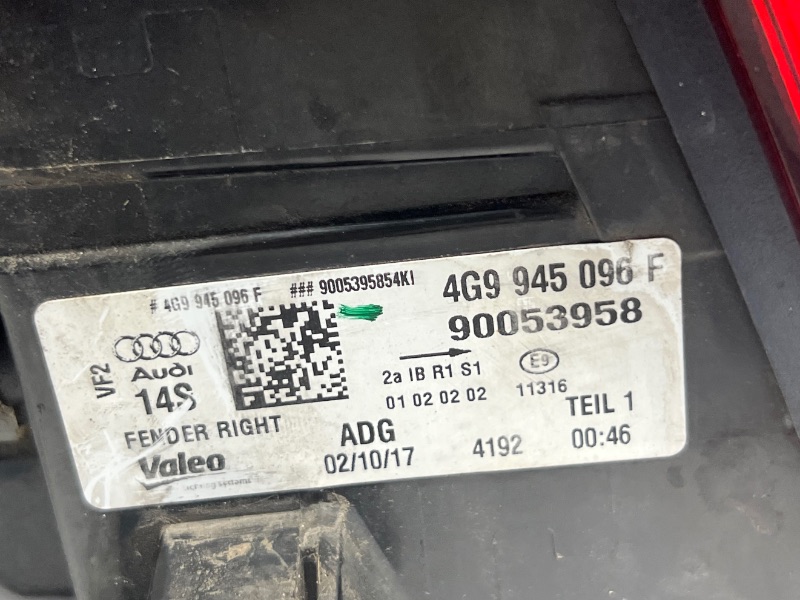 # 4G9 945 096 F ### 9005395854KI 4G9 945 096 F
90053958
VF2
Audi
14S
2a IB R1 S1 E9
01 02 02 02 11316
FENDER RIGHT ADG TEIL 1
Valeo 02/10/17 4192 00:46